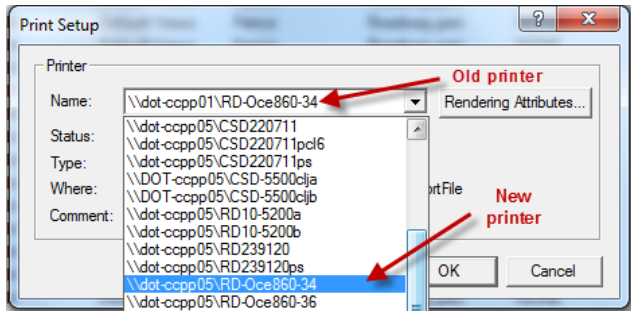 Print Setup
Printer
Old printer
Name: \\dot-ccpp01\RD-Oce860-34 Rendering Attributes...
\\dot-ccpp05\CSD220711
Status: \\dot-ccpp05\CSD220711pcl6
Type: \\dot-ccpp05\CSD220711ps
\\DOT-ccpp05\CSD-5500clja
Where: \\DOT-ccpp05\CSD-5500cljb ortFile
New
Comment: \\dot-ccpp05\RD10-5200a
printer
\\dot-ccpp05\RD10-5200b
\\dot-ccpp05\RD239120
\\dot-ccpp05\RD239120ps
\\dot-ccpp05\RD-Oce860-34 OK Cancel
\\dot-ccpp05\RD-Oce860-36